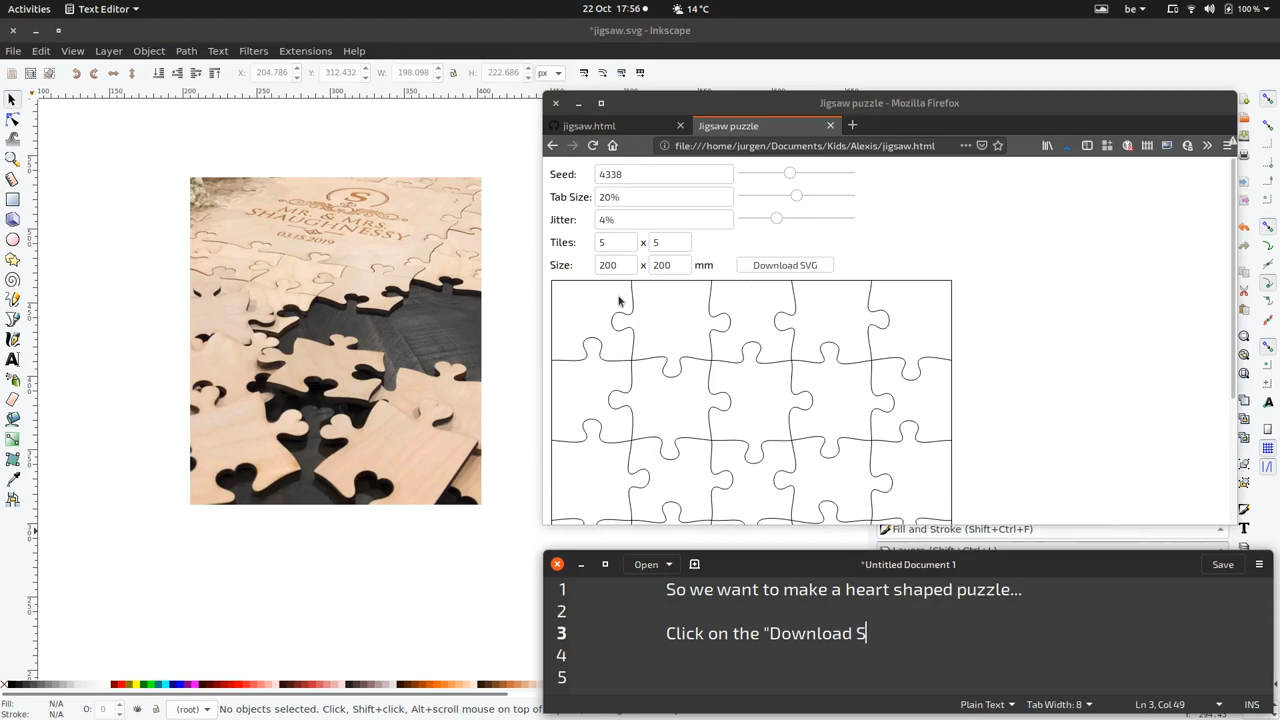 Activities Text Editor 22 Oct 17:56 14 °C be 100 %
*jigsaw.svg - Inkscape
File Edit View Layer Object Path Text Filters Extensions Help
X: 204.786 Y: 312.432 W: 198.098 H: 222.686 px
Jigsaw puzzle - Mozilla Firefox
jigsaw.html Jigsaw puzzle
file:///home/jurgen/Documents/Kids/Alexis/jigsaw.html
Seed: 4338
Tab Size: 20%
Jitter: 4%
Tiles: 5 x 5
Size: 200 x 200 mm Download SVG
S
MR. & MRS.
SHAUGHNESSY
03.15.2019
Fill and Stroke (Shift+Ctrl+F)
Open *Untitled Document 1 Save
1 So we want to make a heart shaped puzzle...
2
3 Click on the "Download S
4
5
Plain Text Tab Width: 8 Ln 3, Col 49 INS
Fill: N/A
Stroke: N/A O: 0 (root) No objects selected. Click, Shift+click, Alt+scroll mouse on top of